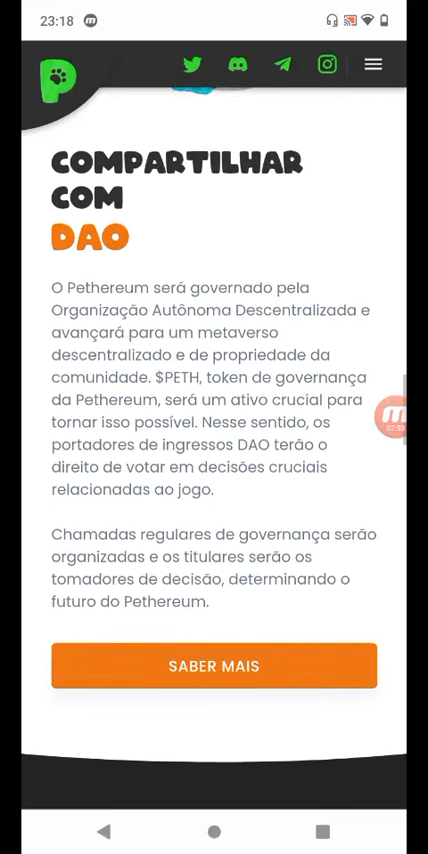 23:18
COMPARTILHAR
COM
DAO
O Pethereum será governado pela
Organização Autônoma Descentralizada e
avançará para um metaverso
descentralizado e de propriedade da
comunidade. $PETH, token de governança
da Pethereum, será um ativo crucial para
tornar isso possível. Nesse sentido, os
portadores de ingressos DAO terão o
direito de votar em decisões cruciais
relacionadas ao jogo.
02:53
Chamadas regulares de governança serão
organizadas e os titulares serão os
tomadores de decisão, determinando o
futuro do Pethereum.
SABER MAIS